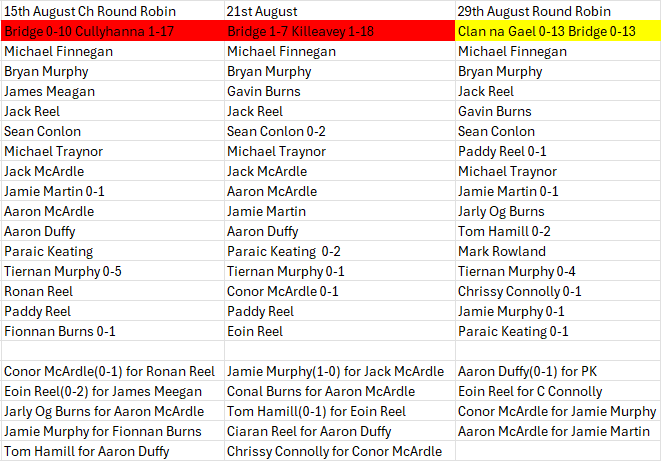 15th August Ch Round Robin
Bridge 0-10 Cullyhanna 1-17
Michael Finnegan
Bryan Murphy
James Meagan
Jack Reel
Sean Conlon
Michael Traynor
Jack McArdle
Jamie Martin 0-1
Aaron McArdle
Aaron Duffy
Paraic Keating
Tiernan Murphy 0-5
Ronan Reel
Paddy Reel
Fionnan Burns 0-1
Conor McArdle(0-1) for Ronan Reel
Eoin Reel(0-2) for James Meegan
Jarly Og Burns for Aaron McArdle
Jamie Murphy for Fionnan Burns
Tom Hamill for Aaron Duffy
21st August
Bridge 1-7 Killeavey 1-18
Michael Finnegan
Bryan Murphy
Gavin Burns
Jack Reel
Sean Conlon 0-2
Michael Traynor
Jack McArdle
Aaron McArdle
Jamie Martin
Aaron Duffy
Paraic Keating 0-2
Tiernan Murphy 0-1
Conor McArdle 0-1
Paddy Reel
Eoin Reel
Jamie Murphy(1-0) for Jack McArdle
Conal Burns for Aaron McArdle
Tom Hamill(0-1) for Eoin Reel
Ciaran Reel for Aaron Duffy
Chrissy Connolly for Conor McArdle
29th August Round Robin
Clan na Gael 0-13 Bridge 0-13
Michael Finnegan
Bryan Murphy
Jack Reel
Gavin Burns
Sean Conlon
Paddy Reel 0-1
Michael Traynor
Jamie Martin 0-1
Jarly Og Burns
Tom Hamill 0-2
Mark Rowland
Tiernan Murphy 0-4
Chrissy Connolly 0-1
Jamie Murphy 0-1
Paraic Keating 0-1
Aaron Duffy(0-1) for PK
Eoin Reel for C Connolly
Conor McArdle for Jamie Murphy
Aaron McArdle for Jamie Martin